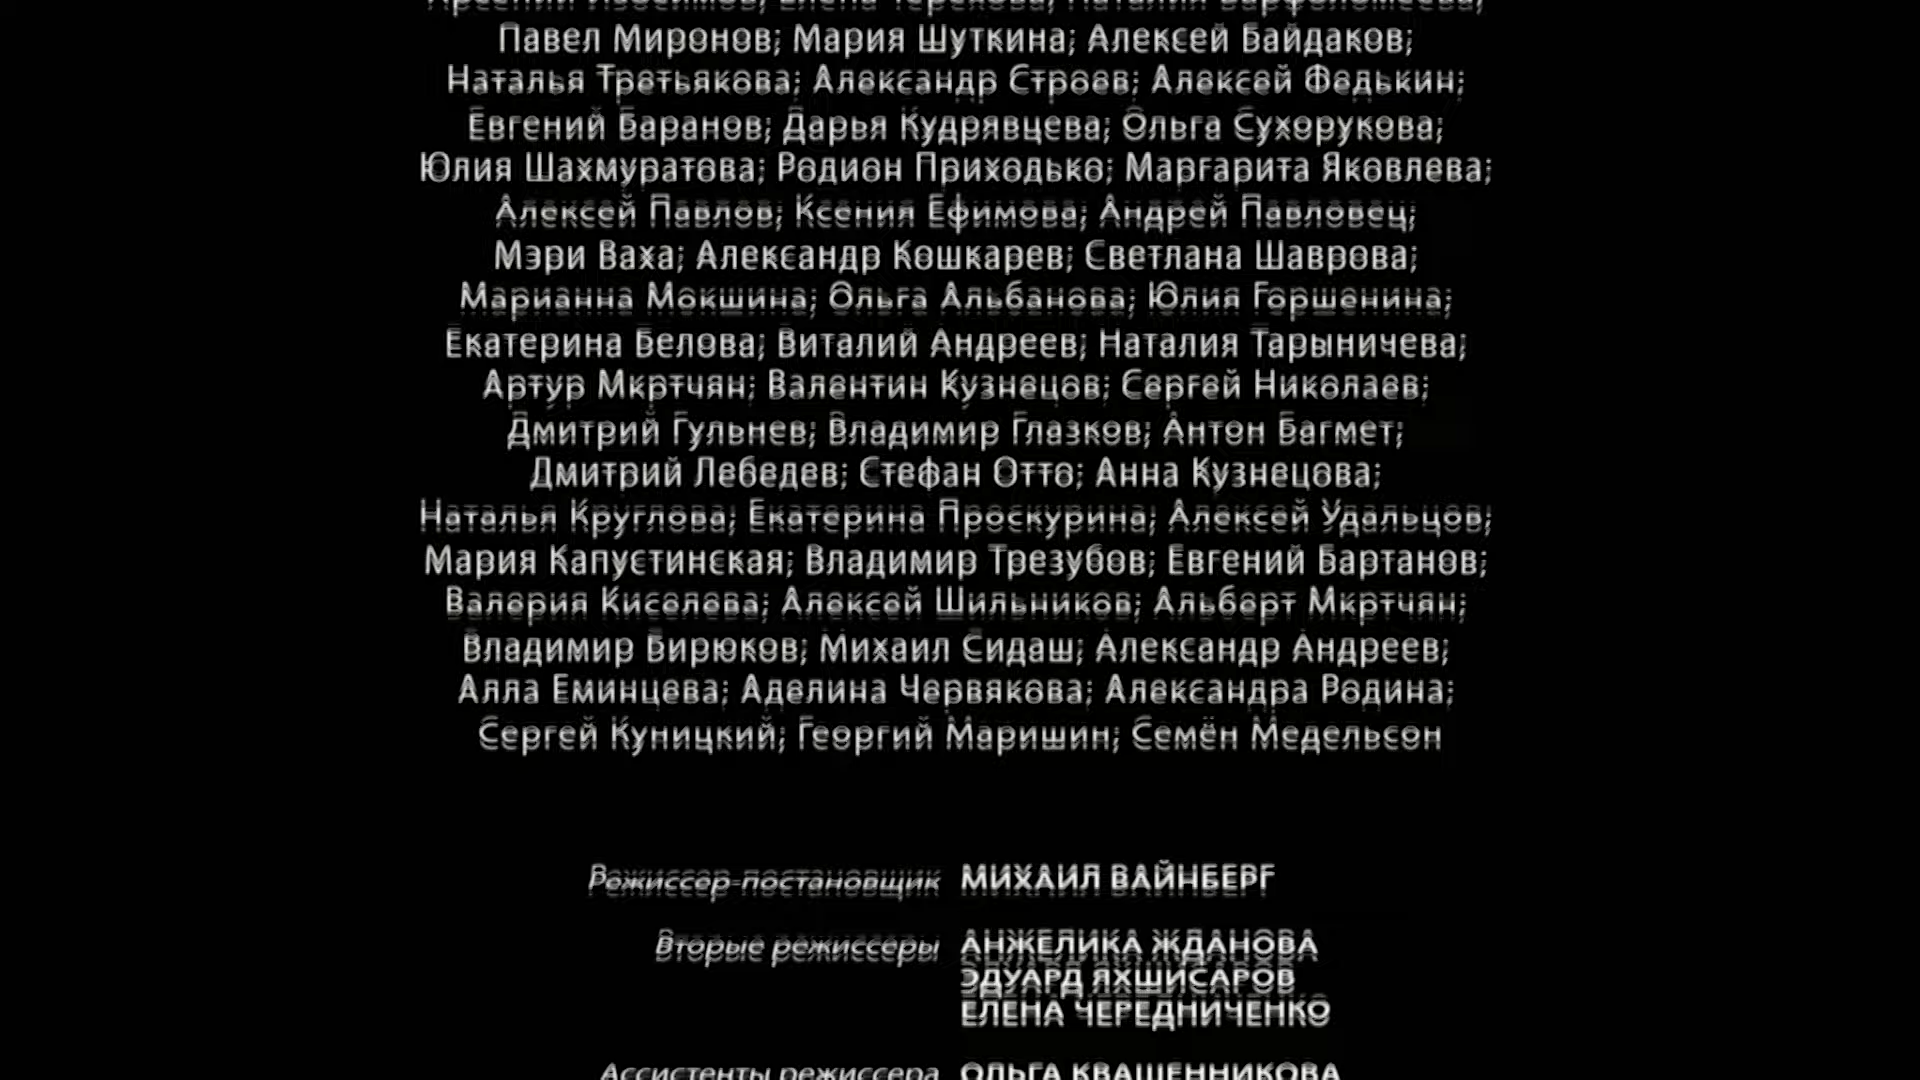 Арсений Изосимов; Елена Терехова; Наталия Варфоломеева;
Павел Миронов; Мария Шуткина; Алексей Байдаков;
Наталья Третьякова; Александр Строев; Алексей Федькин;
Евгений Баранов; Дарья Кудрявцева; Ольга Сухорукова;
Юлия Шахмуратова; Родион Приходько; Маргарита Яковлева;
Алексей Павлов; Ксения Ефимова; Андрей Павловец;
Мэри Ваха; Александр Кошкарев; Светлана Шаврова;
Марианна Мокшина; Ольга Альбанова; Юлия Горшенина;
Екатерина Белова; Виталий Андреев; Наталия Тарыничева;
Артур Мкртчян; Валентин Кузнецов; Сергей Николаев;
Дмитрий Гульнев; Владимир Глазков; Антон Багмет;
Дмитрий Лебедев; Стефан Отто; Анна Кузнецова;
Наталья Круглова; Екатерина Проскурина; Алексей Удальцов;
Мария Капустинская; Владимир Трезубов; Евгений Бартанов;
Валерия Киселева; Алексей Шильников; Альберт Мкртчян;
Владимир Бирюков; Михаил Сидаш; Александр Андреев;
Алла Еминцева; Аделина Червякова; Александра Родина;
Сергей Куницкий; Георгий Маришин; Семён Медельсон
Режиссер-постановщик МИХАИЛ ВАЙНБЕРГ
Вторые режиссеры АНЖЕЛИКА ЖДАНОВА
ЭДУАРД ЯХШИСАРОВ
ЕЛЕНА ЧЕРЕДНИЧЕНКО
Ассистенты режиссера ОЛЬГА КВАШЕННИКОВА